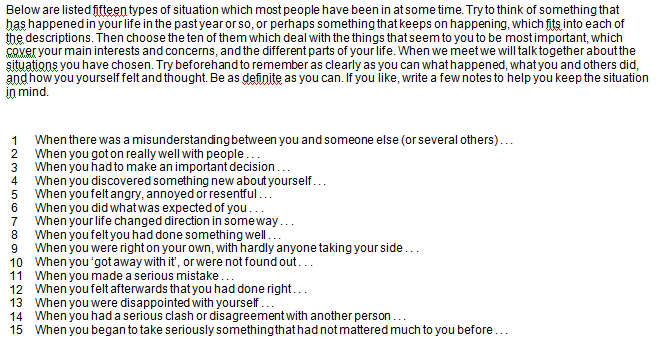 Below are listed fifteen types of situation which most people have been in at some time. Try to think of something that
has happened in your life in the past year or so, or perhaps something that keeps on happening, which fits into each of
the descriptions. Then choose the ten of them which deal with the things that seem to you to be most important, which
cover your main interests and concerns, and the different parts of your life. When we meet we will talk together about the
situations you have chosen. Try beforehand to remember as clearly as you can what happened, what you and others did,
and how you yourself felt and thought. Be as definite as you can. If you like, write a few notes to help you keep the situation
in mind.
1 When there was a misunderstanding between you and someone else (or several others) . . .
2 When you got on really well with people . . .
3 When you had to make an important decision . . .
4 When you discovered something new about yourself . . .
5 When you felt angry, annoyed or resentful . . .
6 When you did what was expected of you . . .
7 When your life changed direction in some way . . .
8 When you felt you had done something well . . .
9 When you were right on your own, with hardly anyone taking your side . . .
10 When you ‘got away with it’, or were not found out . . .
11 When you made a serious mistake . . .
12 When you felt afterwards that you had done right . . .
13 When you were disappointed with yourself . . .
14 When you had a serious clash or disagreement with another person . . .
15 When you began to take seriously something that had not mattered much to you before . . .